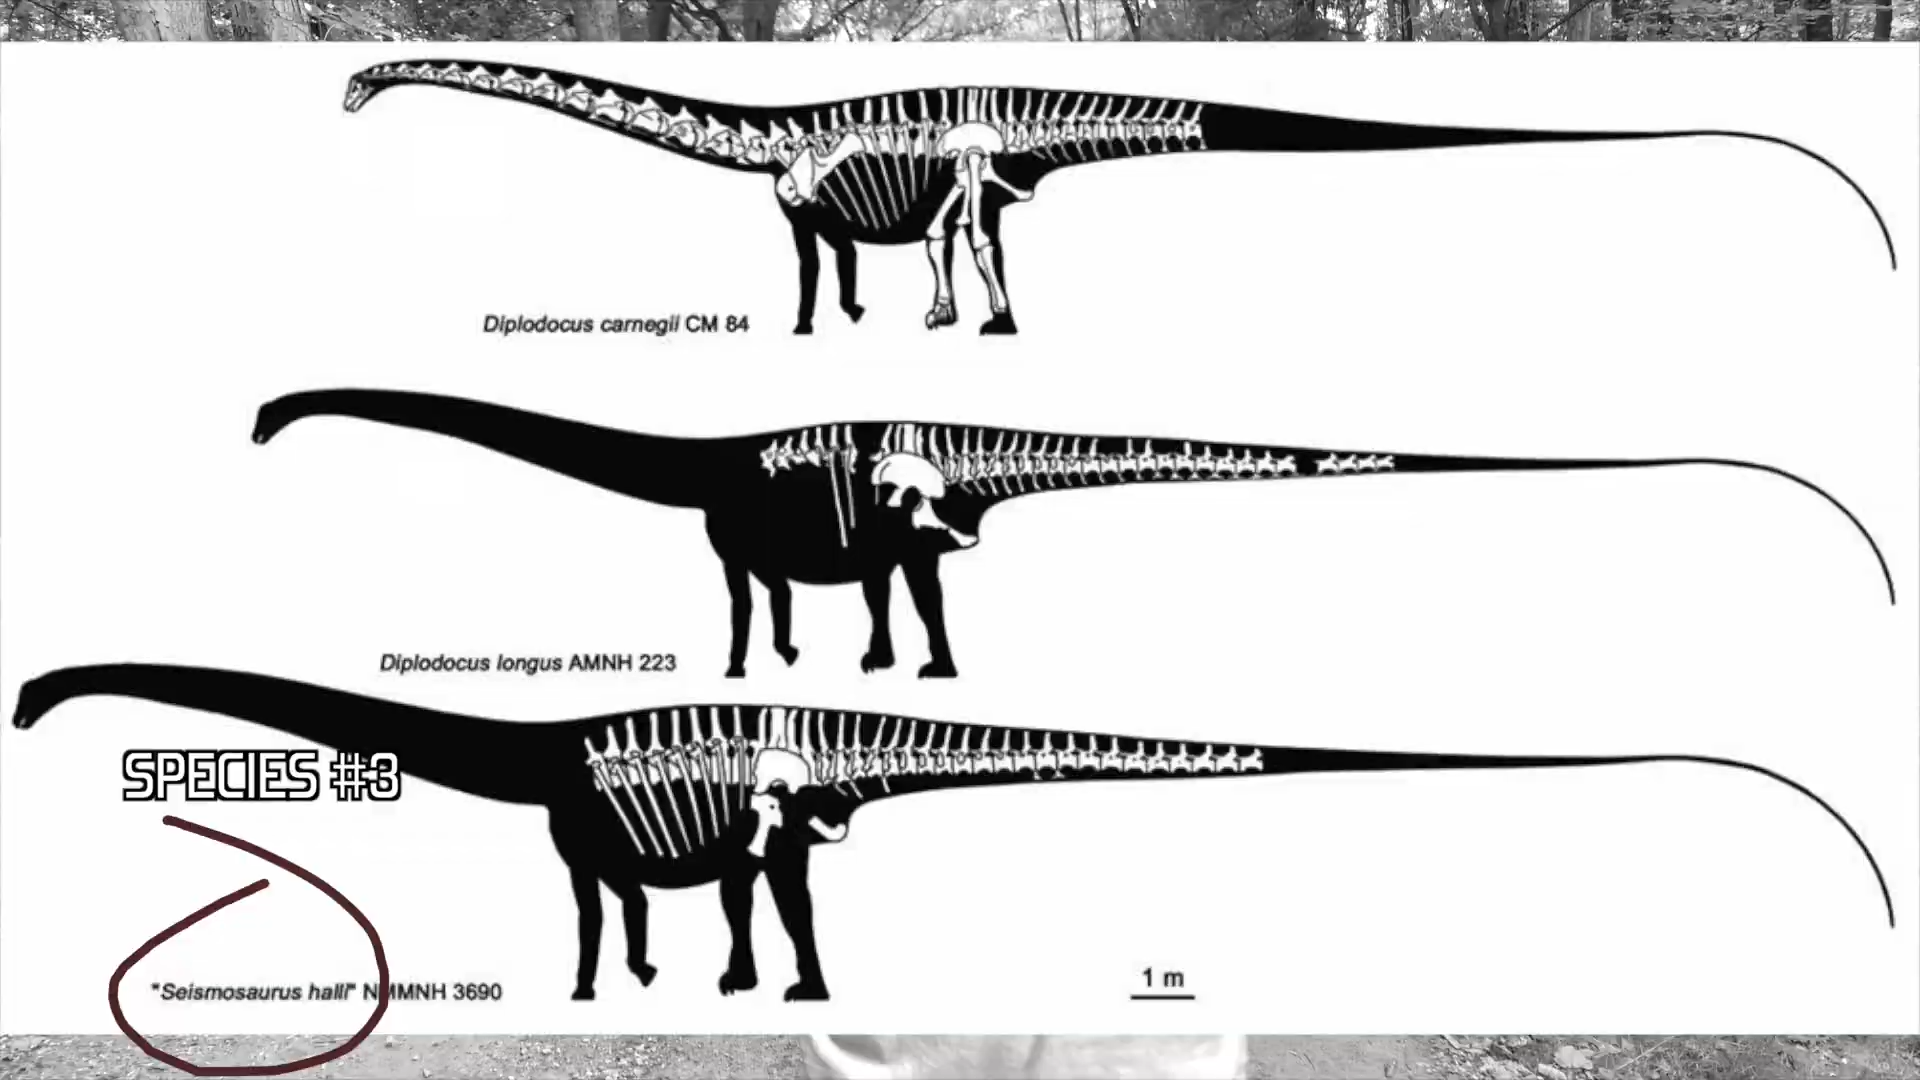 Diplodocus carnegii CM 84
Diplodocus longus AMNH 223
SPECIES #3
"Seismosaurus halli" NMMNH 3690
1 m